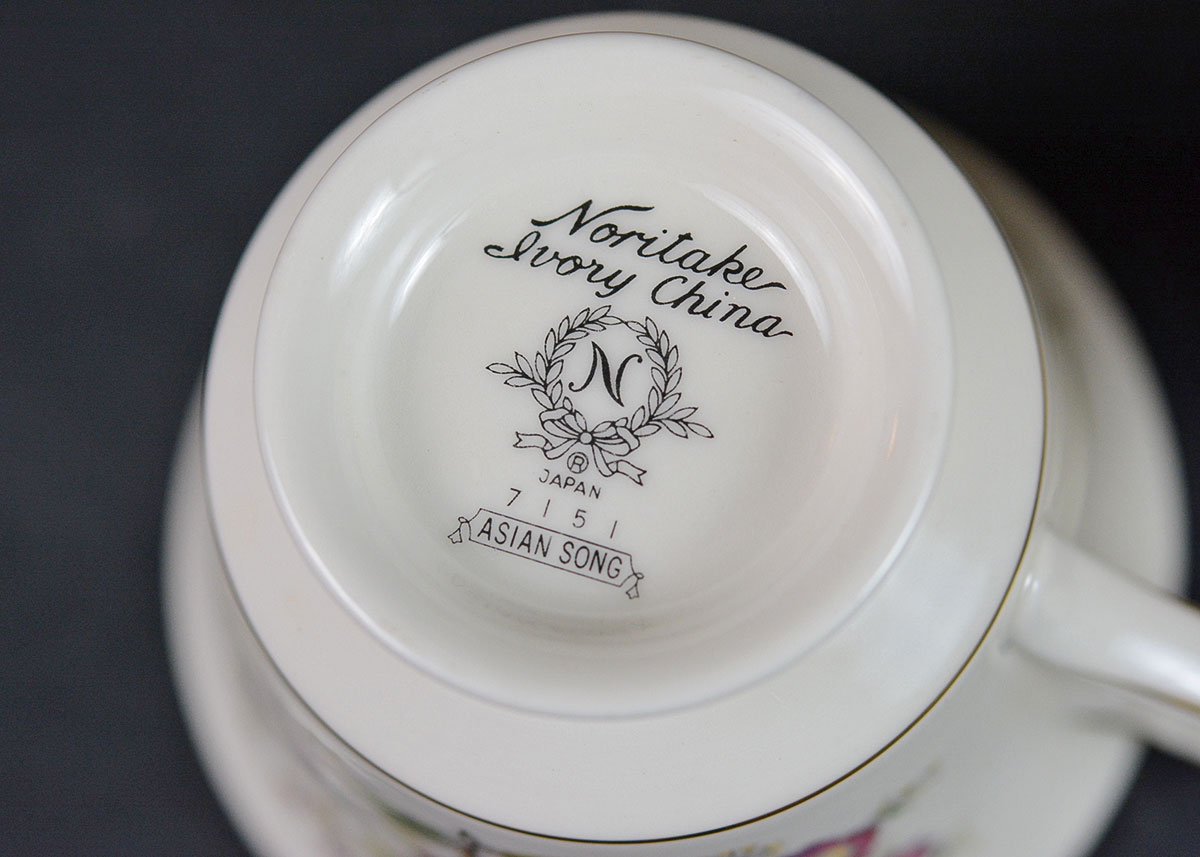 Noritake
Ivory China
N
®
JAPAN
7151
ASIAN SONG